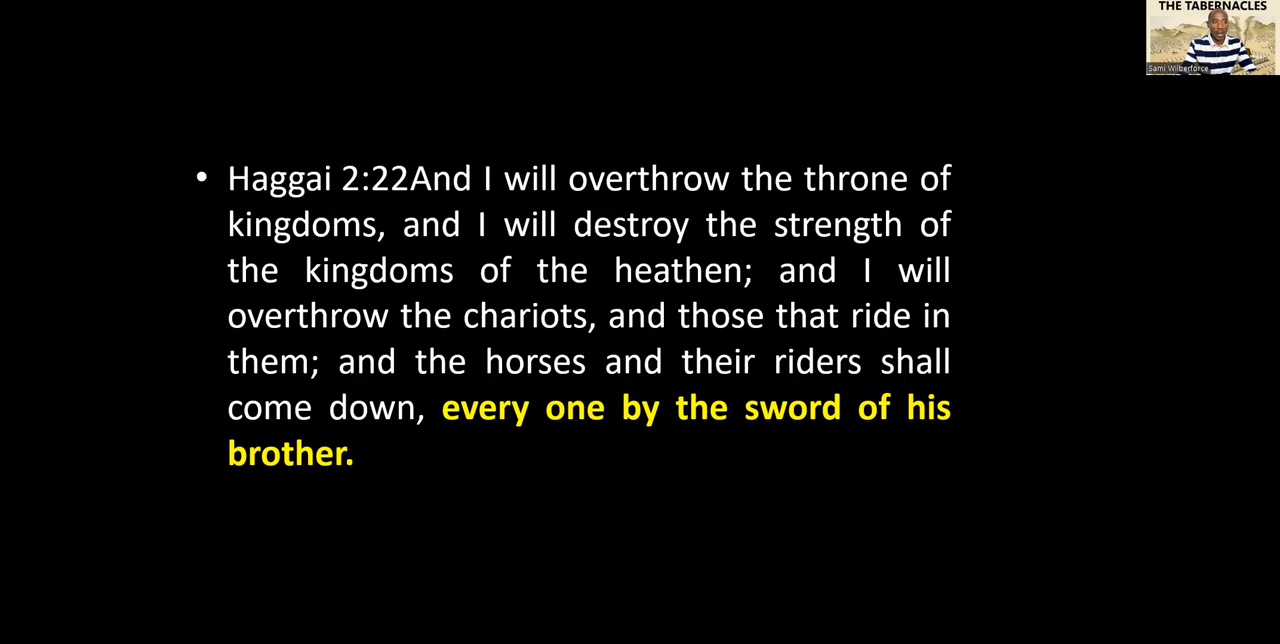 THE TABERNACLES
Sami Wilberforce
• Haggai 2:22And I will overthrow the throne of
kingdoms, and I will destroy the strength of
the kingdoms of the heathen; and I will
overthrow the chariots, and those that ride in
them; and the horses and their riders shall
come down, every one by the sword of his
brother.